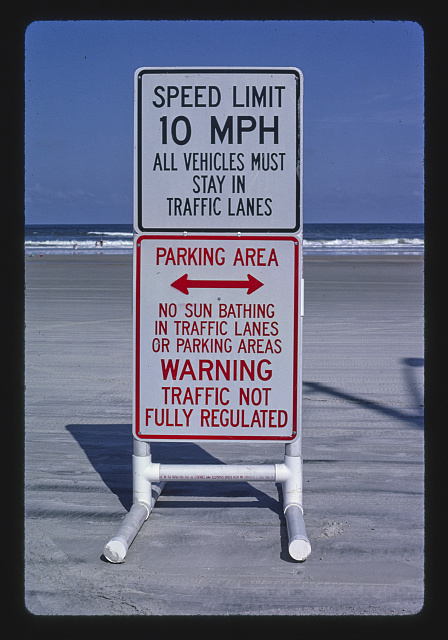 SPEED LIMIT
10 MPH
ALL VEHICLES MUST
STAY IN
TRAFFIC LANES
PARKING AREA
NO SUN BATHING
IN TRAFFIC LANES
OR PARKING AREAS
WARNING
TRAFFIC NOT
FULLY REGULATED